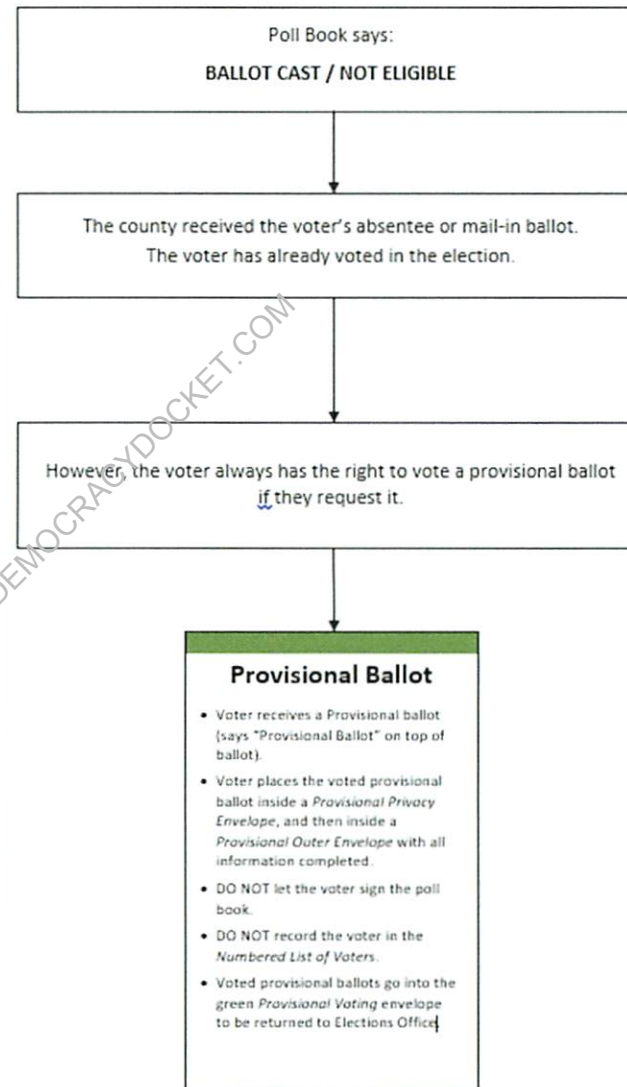 Poll Book says:
BALLOT CAST / NOT ELIGIBLE
The county received the voter's absentee or mail-in ballot.
The voter has already voted in the election.
However, the voter always has the right to vote a provisional ballot
if they request it.
Provisional Ballot
• Voter receives a Provisional ballot
(says "Provisional Ballot" on top of
ballot).
• Voter places the voted provisional
ballot inside a Provisional Privacy
Envelope, and then inside a
Provisional Outer Envelope with all
information completed.
• DO NOT let the voter sign the poll
book.
• DO NOT record the voter in the
Numbered List of Voters.
• Voted provisional ballots go into the
green Provisional Voting envelope
to be returned to Elections Office
DEMOCRACYDOCKET.COM